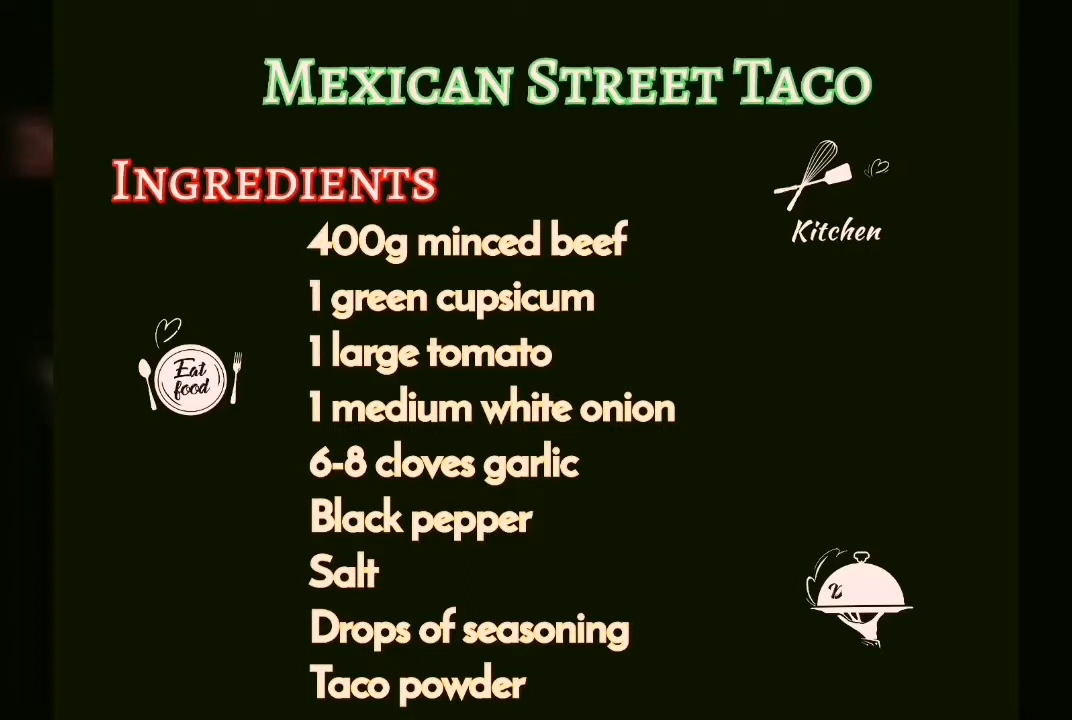 Mexican Street Taco
Ingredients
Kitchen
400g minced beef
1 green cupsicum
1 large tomato
1 medium white onion
Eat
food
6-8 cloves garlic
Black pepper
Salt
Drops of seasoning
Taco powder